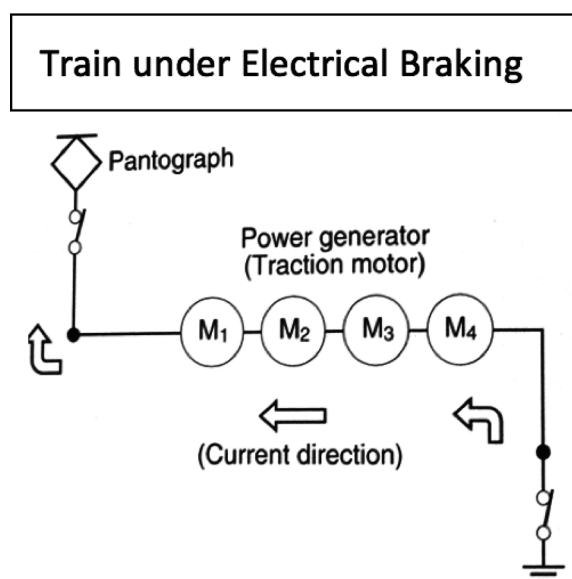 Train under Electrical Braking
Pantograph
Power generator
(Traction motor)
M1 M2 M3 M4
(Current direction)